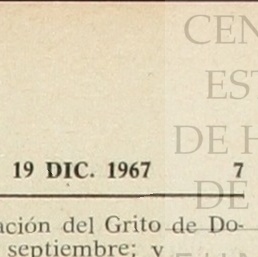 CEN
EST
DE H
19 DIC. 1967 7
DE
ación del Grito de Do-
septiembre; y